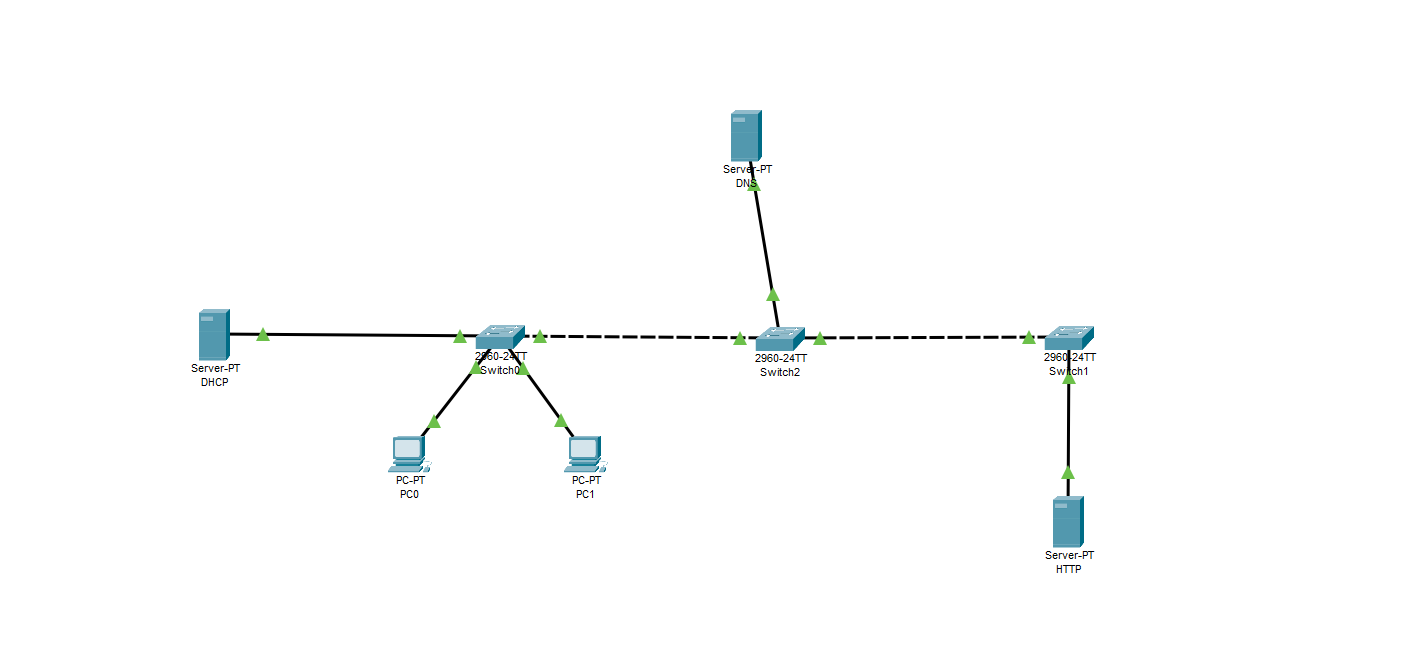 Server-PT
DNS
Server-PT
DHCP
2960-24TT
Switch0
2960-24TT
Switch2
2960-24TT
Switch1
PC-PT
PC0
PC-PT
PC1
Server-PT
HTTP